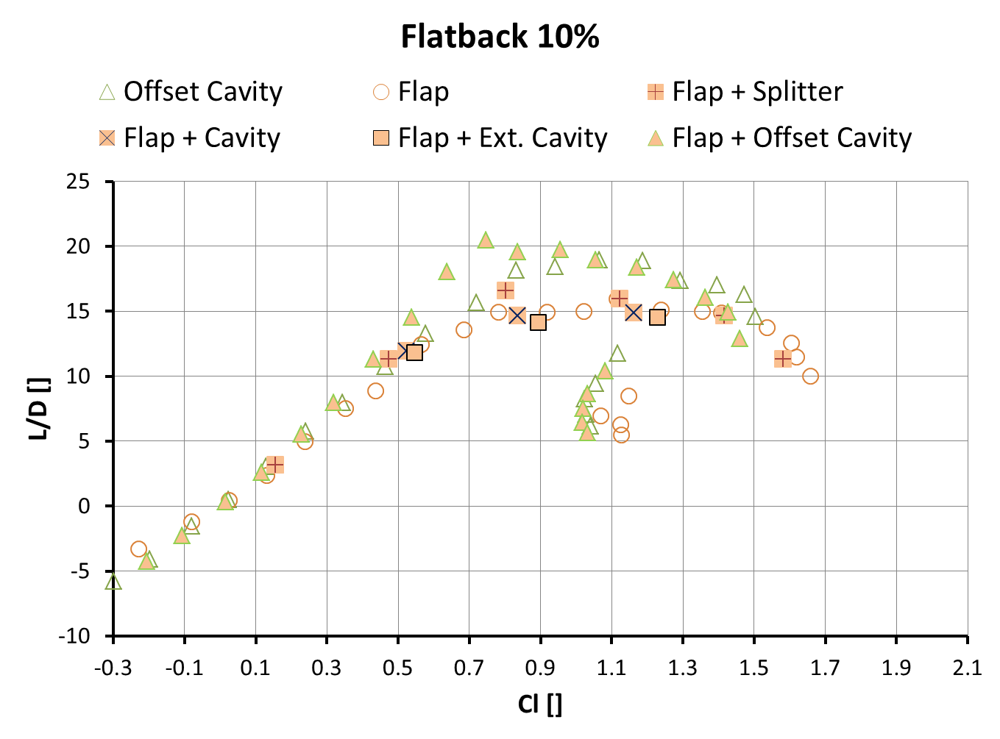 Flatback 10%
Offset Cavity Flap Flap + Splitter
Flap + Cavity Flap + Ext. Cavity Flap + Offset Cavity
25
20
15
10
5
0
-5
-10
L/D []
-0.3 -0.1 0.1 0.3 0.5 0.7 0.9 1.1 1.3 1.5 1.7 1.9 2.1
Cl []